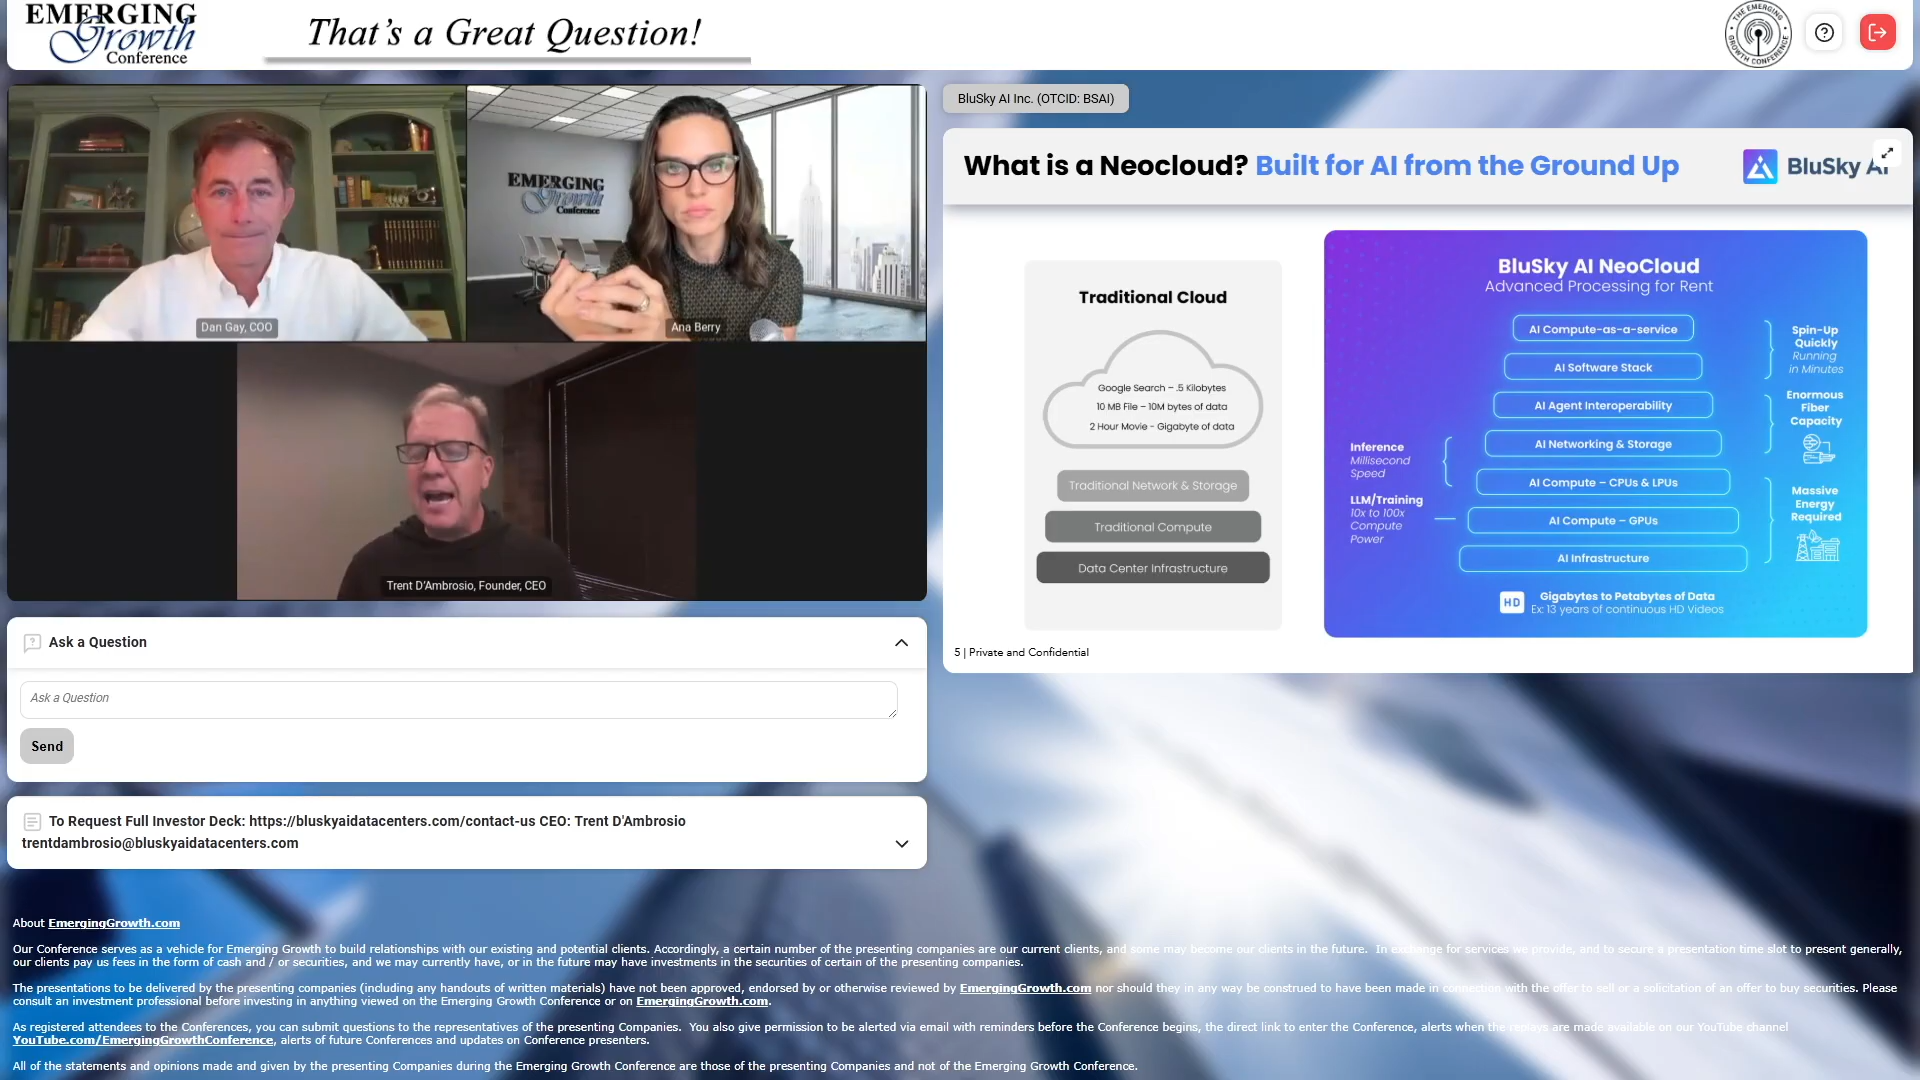 EMERGING
Growth
Conference
That's a Great Question!
THE EMERGING
GROWTH CONFERENCE
Dan Gay, COO
EMERGING
Growth
Conference
Ana Berry
Trent D'Ambrosio, Founder, CEO
BluSky AI Inc. (OTCID: BSAI)
What is a Neocloud? Built for AI from the Ground Up
BluSky AI
Traditional Cloud
Google Search – .5 Kilobytes
10 MB File – 10M bytes of data
2 Hour Movie - Gigabyte of data
Traditional Network & Storage
Traditional Compute
Data Center Infrastructure
BluSky AI NeoCloud
Advanced Processing for Rent
AI Compute-as-a-service
AI Software Stack
AI Agent Interoperability
AI Networking & Storage
AI Compute – CPUs & LPUs
AI Compute – GPUs
AI Infrastructure
Spin-Up
Quickly
Running
in Minutes
Enormous
Fiber
Capacity
Massive
Energy
Required
Inference
Millisecond
Speed
LLM/Training
10x to 100x
Compute
Power
HD
Gigabytes to Petabytes of Data
Ex: 13 years of continuous HD Videos
5 | Private and Confidential
Ask a Question
Ask a Question
Send
To Request Full Investor Deck: https://bluskyaidatacenters.com/contact-us CEO: Trent D'Ambrosio
trentdambrosio@bluskyaidatacenters.com
About EmergingGrowth.com
Our Conference serves as a vehicle for Emerging Growth to build relationships with our existing and potential clients. Accordingly, a certain number of the presenting companies are our current clients, and some may become our clients in the future. In exchange for services we provide, and to secure a presentation time slot to present generally,
our clients pay us fees in the form of cash and / or securities, and we may currently have, or in the future may have investments in the securities of certain of the presenting companies.
The presentations to be delivered by the presenting companies (including any handouts of written materials) have not been approved, endorsed by or otherwise reviewed by EmergingGrowth.com nor should they in any way be construed to have been made in connection with the offer to sell or a solicitation of an offer to buy securities. Please
consult an investment professional before investing in anything viewed on the Emerging Growth Conference or on EmergingGrowth.com.
As registered attendees to the Conferences, you can submit questions to the representatives of the presenting Companies. You also give permission to be alerted via email with reminders before the Conference begins, the direct link to enter the Conference, alerts when the replays are made available on our YouTube channel
YouTube.com/EmergingGrowthConference, alerts of future Conferences and updates on Conference presenters.
All of the statements and opinions made and given by the presenting Companies during the Emerging Growth Conference are those of the presenting Companies and not of the Emerging Growth Conference.